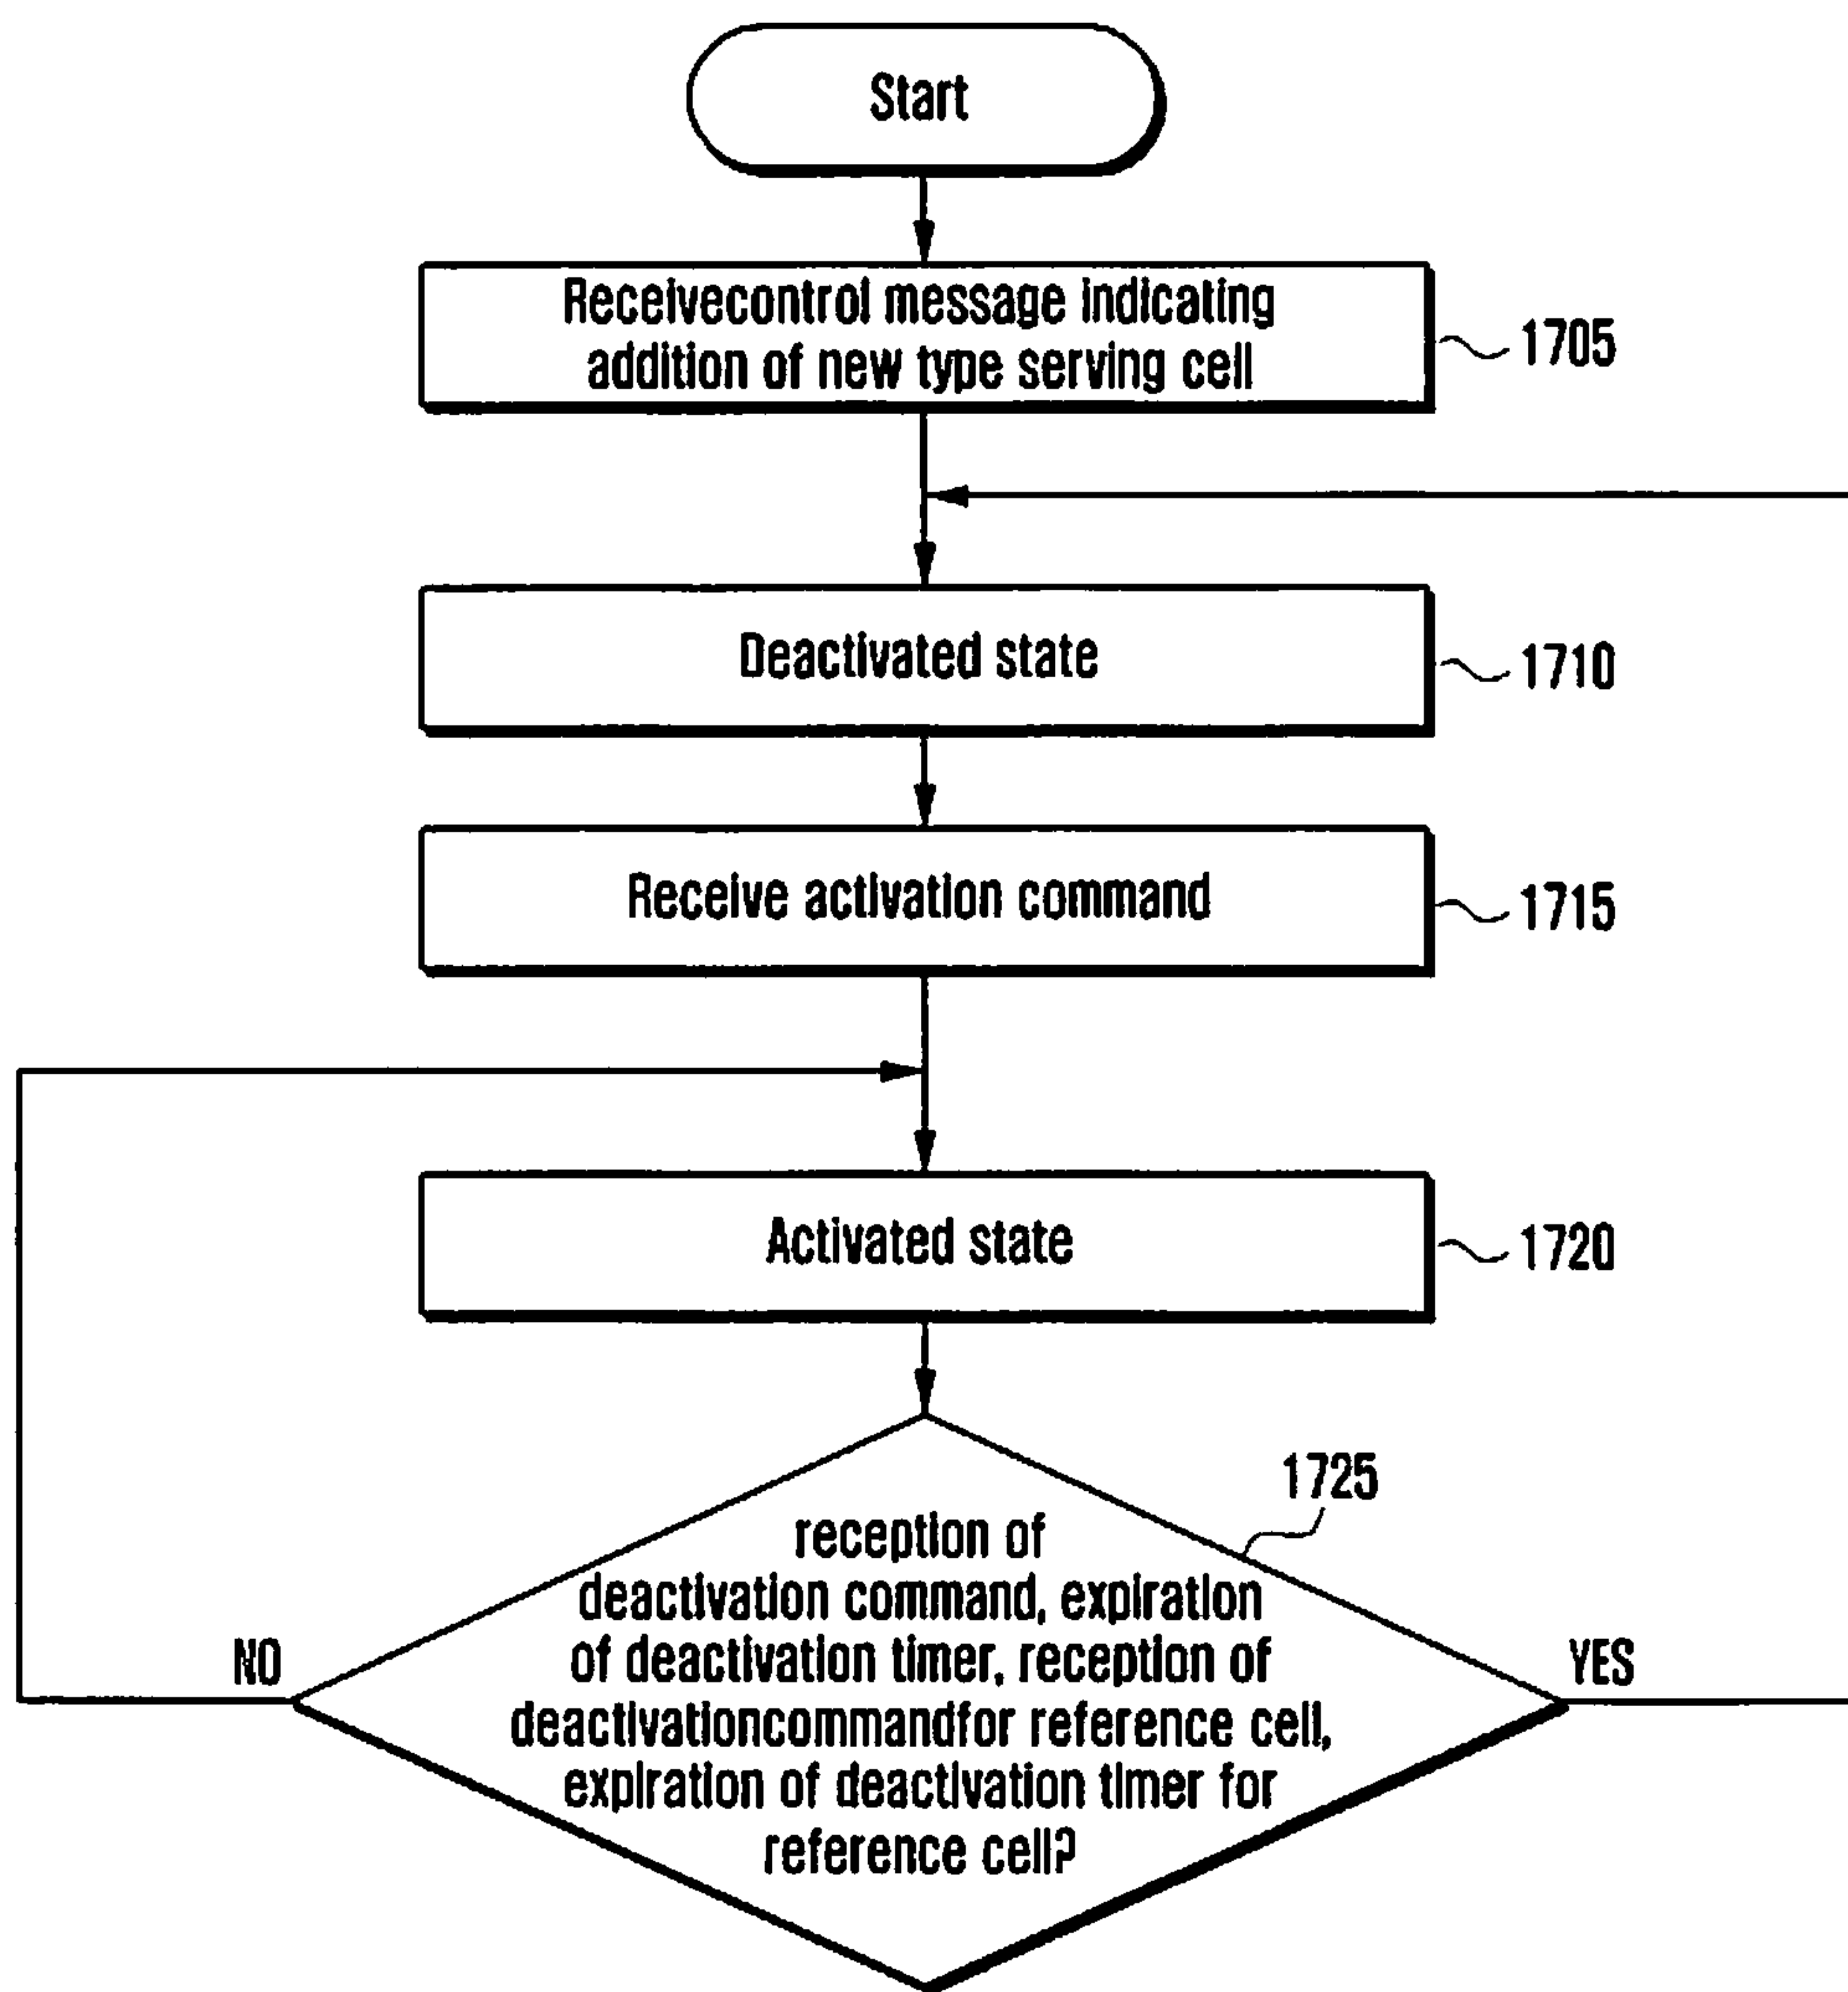 Start
Receivecontrol message indicating
addition of new type serving cell
1705
Deactivated state
1710
Receive activation command
1715
Activated state
1720
1725
reception of
deactivation command, expiration
of deactivation timer, reception of
deactivationcommandfor reference cell,
expiration of deactivation timer for
reference cell?
NO
YES